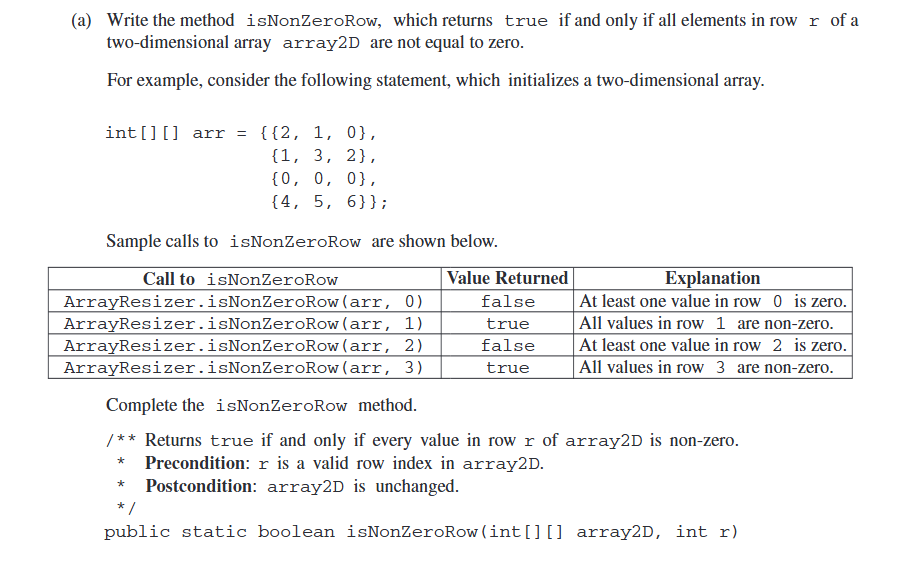 (a) Write the method isNonZeroRow, which returns true if and only if all elements in row r of a
two-dimensional array array2D are not equal to zero.
For example, consider the following statement, which initializes a two-dimensional array.
int[][] arr = {{2, 1, 0},
{1, 3, 2},
{0, 0, 0},
{4, 5, 6}};
Sample calls to isNonZeroRow are shown below.
Call to isNonZeroRow Value Returned Explanation
ArrayResizer.isNonZeroRow(arr, 0) false At least one value in row 0 is zero.
ArrayResizer.isNonZeroRow(arr, 1) true All values in row 1 are non-zero.
ArrayResizer.isNonZeroRow(arr, 2) false At least one value in row 2 is zero.
ArrayResizer.isNonZeroRow(arr, 3) true All values in row 3 are non-zero.
Complete the isNonZeroRow method.
/** Returns true if and only if every value in row r of array2D is non-zero.
* Precondition: r is a valid row index in array2D.
* Postcondition: array2D is unchanged.
*/
public static boolean isNonZeroRow(int[][] array2D, int r)